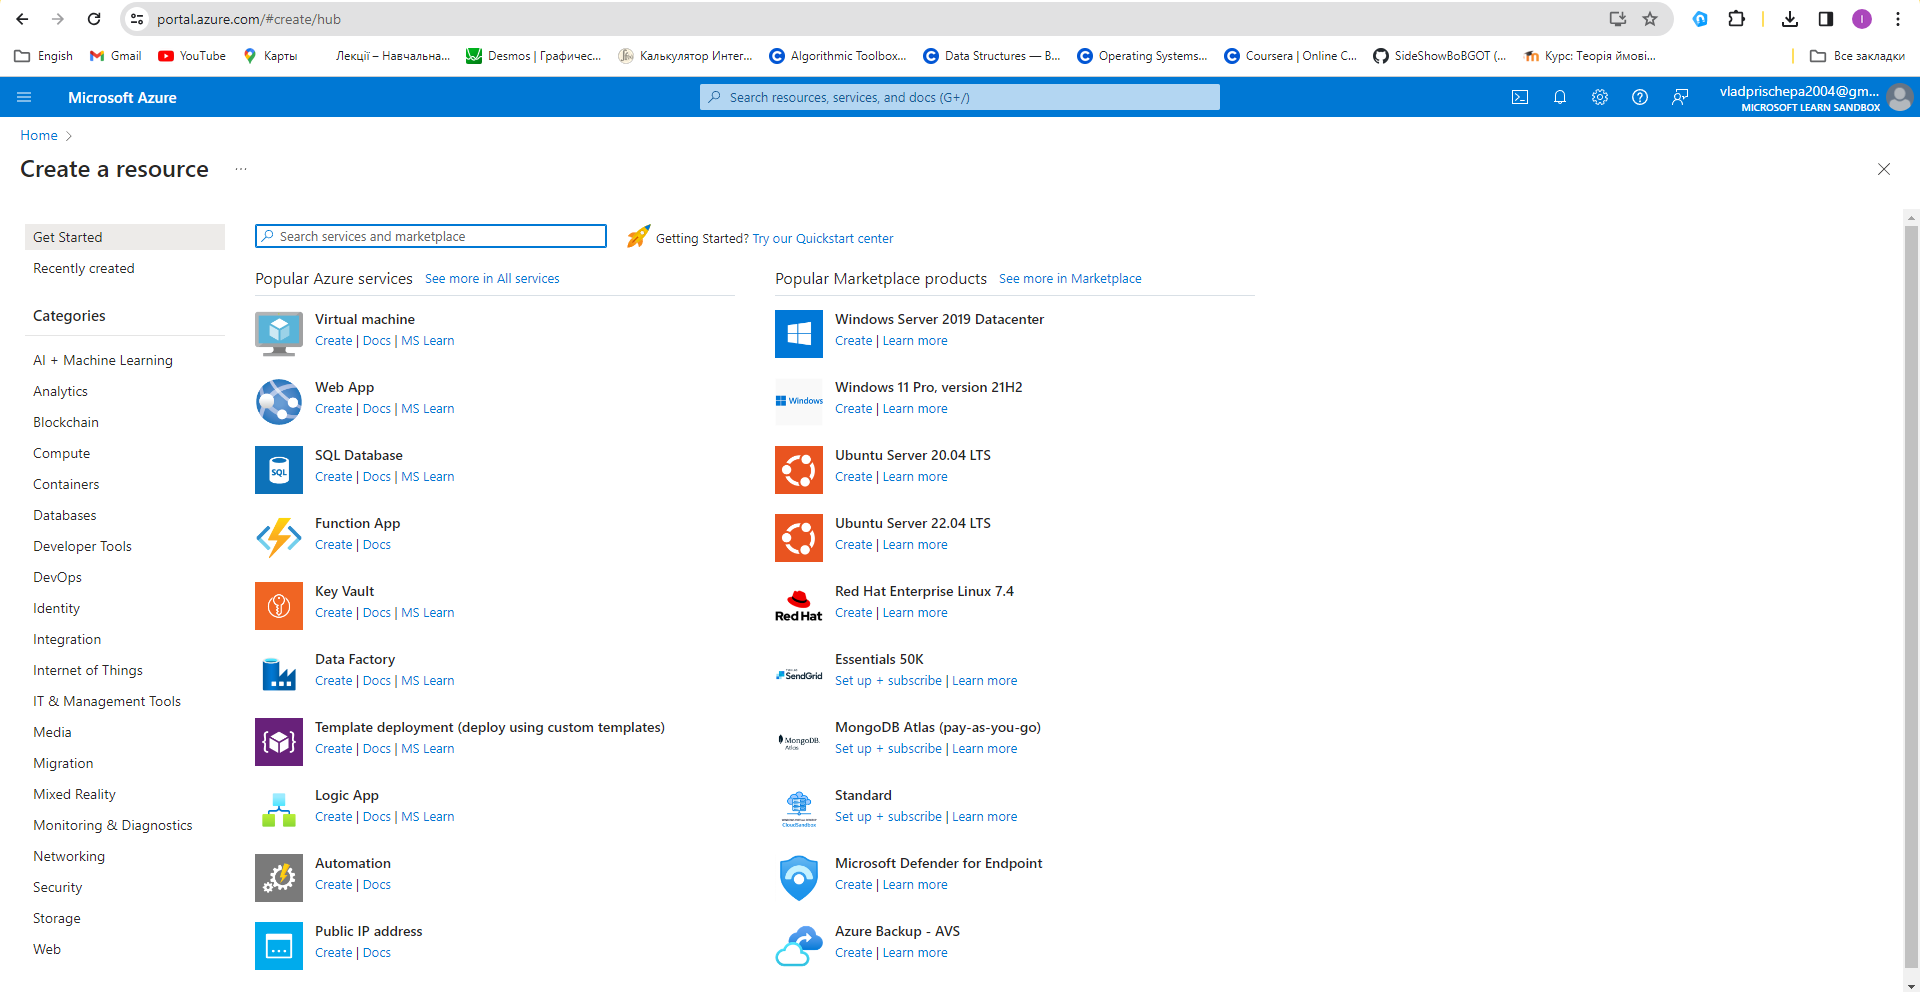 portal.azure.com/#create/hub
Engish
Gmail
YouTube
Карты
Лекції – Навчальна...
Desmos | Графичес...
Калькулятор Интег...
Algorithmic Toolbox...
Data Structures — B...
Operating Systems...
Coursera | Online C...
SideShowBoBGOT (...
Курс: Теорія ймові...
Все закладки
Microsoft Azure
Search resources, services, and docs (G+/)
vladprischepa2004@gm...
MICROSOFT LEARN SANDBOX
Home
Create a resource
Get Started
Recently created
Categories
AI + Machine Learning
Analytics
Blockchain
Compute
Containers
Databases
Developer Tools
DevOps
Identity
Integration
Internet of Things
IT & Management Tools
Media
Migration
Mixed Reality
Monitoring & Diagnostics
Networking
Security
Storage
Web
Search services and marketplace
Getting Started? Try our Quickstart center
Popular Azure services See more in All services
Virtual machine
Create | Docs | MS Learn
Web App
Create | Docs | MS Learn
SQL
SQL Database
Create | Docs | MS Learn
Function App
Create | Docs
Key Vault
Create | Docs | MS Learn
Data Factory
Create | Docs | MS Learn
Template deployment (deploy using custom templates)
Create | Docs | MS Learn
Logic App
Create | Docs | MS Learn
Automation
Create | Docs
Public IP address
Create | Docs
Popular Marketplace products See more in Marketplace
Windows Server 2019 Datacenter
Create | Learn more
Windows
Windows 11 Pro, version 21H2
Create | Learn more
Ubuntu Server 20.04 LTS
Create | Learn more
Ubuntu Server 22.04 LTS
Create | Learn more
Red Hat
Red Hat Enterprise Linux 7.4
Create | Learn more
SendGrid
Essentials 50K
Set up + subscribe | Learn more
MongoDB.
Atlas
MongoDB Atlas (pay-as-you-go)
Set up + subscribe | Learn more
CloudSandbox
Standard
Set up + subscribe | Learn more
Microsoft Defender for Endpoint
Create | Learn more
Azure Backup - AVS
Create | Learn more